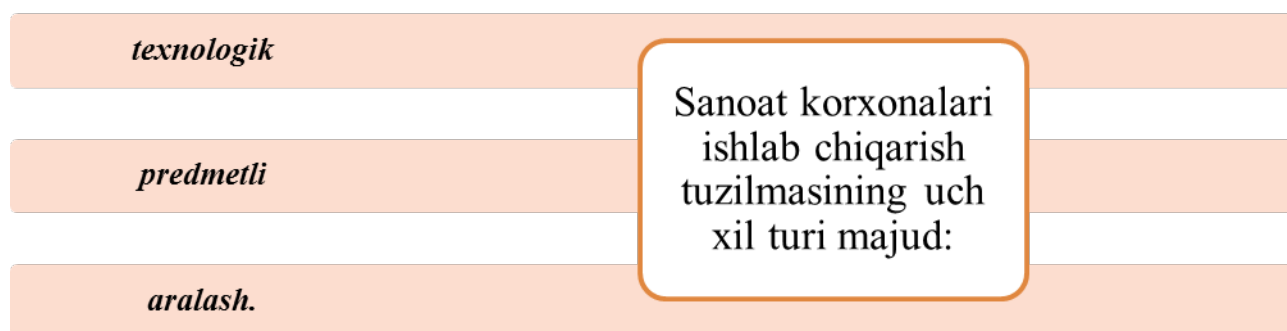 texnologik
Sanoat korxonalari
ishlab chiqarish
tuzilmasining uch
xil turi majud:
predmetli
aralash.